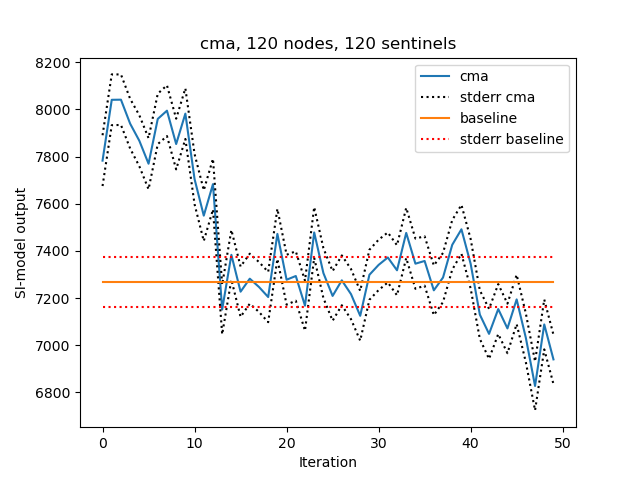 cma, 120 nodes, 120 sentinels
8200
8000
7800
7600
7400
7200
7000
6800
SI-model output
cma
stderr cma
baseline
stderr baseline
0 10 20 30 40 50
Iteration